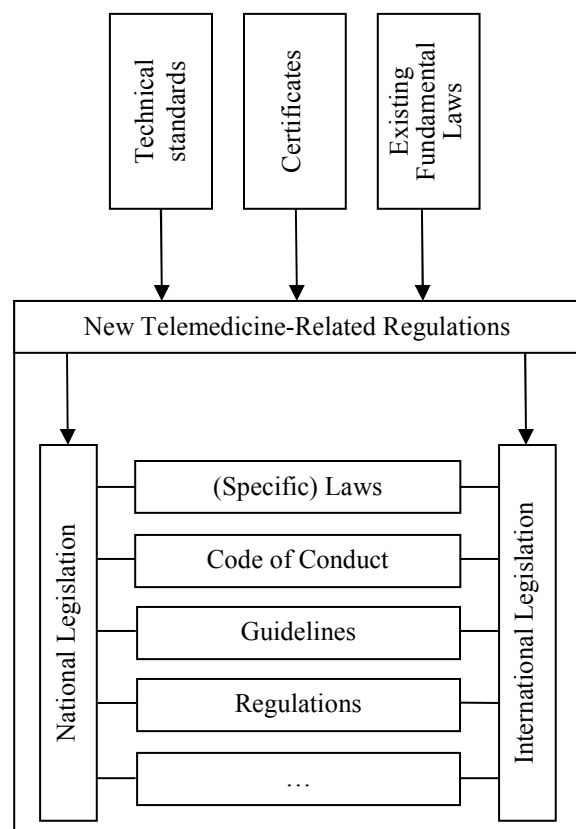 Technical
standards
Certificates
Existing
Fundamental
Laws
New Telemedicine-Related Regulations
National Legislation
(Specific) Laws
Code of Conduct
Guidelines
Regulations
…
International Legislation